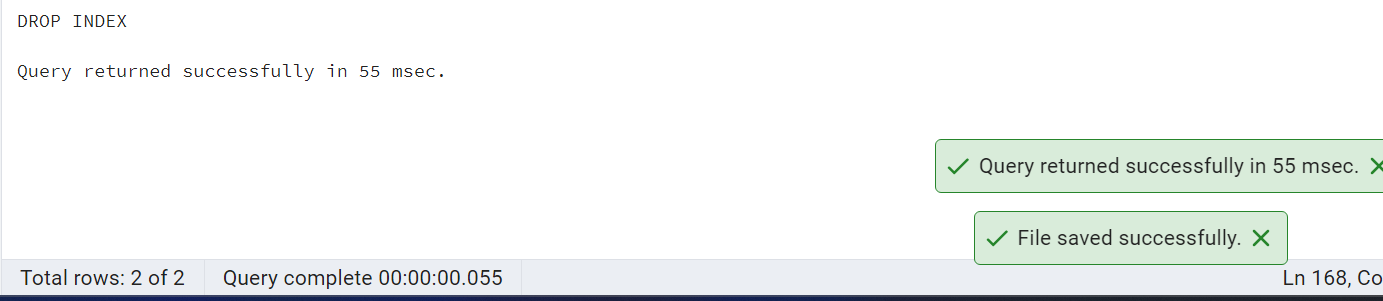 DROP INDEX
Query returned successfully in 55 msec.
Query returned successfully in 55 msec.
File saved successfully.
Total rows: 2 of 2 Query complete 00:00:00.055 Ln 168, Co